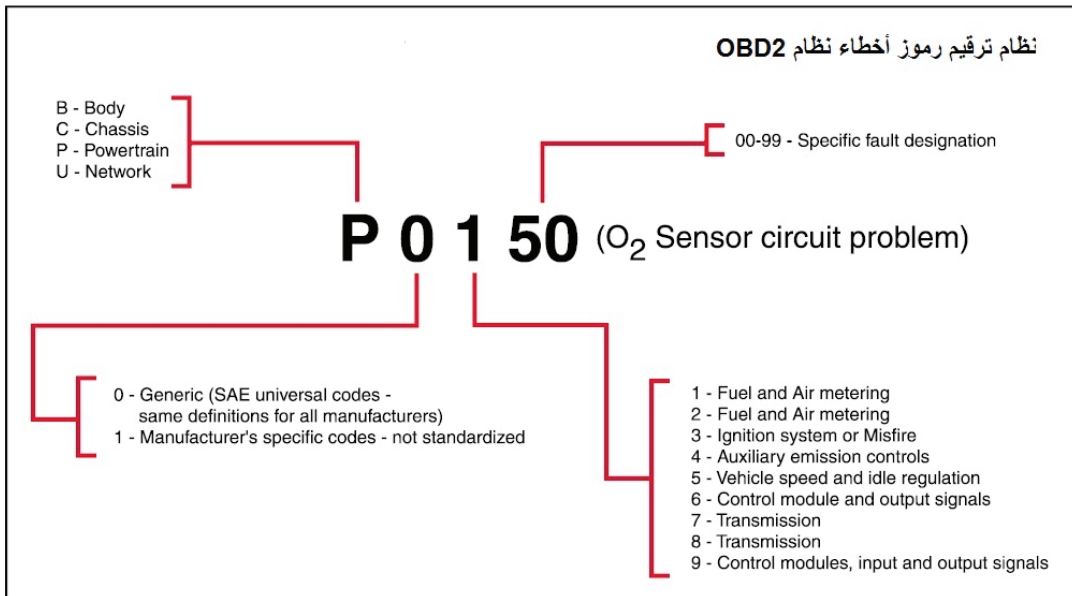 نظام ترقيم رموز أخطاء نظام OBD2
B - Body
C - Chassis
P - Powertrain
U - Network
00-99 - Specific fault designation
P 0 1 50 (O₂ Sensor circuit problem)
0 - Generic (SAE universal codes -
same definitions for all manufacturers)
1 - Manufacturer's specific codes - not standardized
1 - Fuel and Air metering
2 - Fuel and Air metering
3 - Ignition system or Misfire
4 - Auxiliary emission controls
5 - Vehicle speed and idle regulation
6 - Control module and output signals
7 - Transmission
8 - Transmission
9 - Control modules, input and output signals